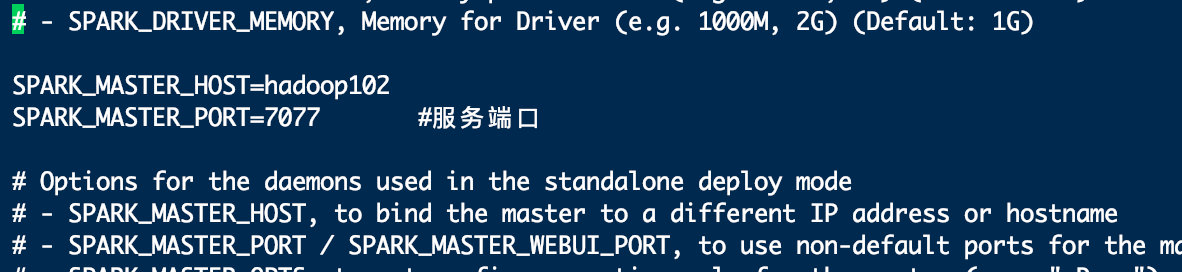 # - SPARK_DRIVER_MEMORY, Memory for Driver (e.g. 1000M, 2G) (Default: 1G)
SPARK_MASTER_HOST=hadoop102
SPARK_MASTER_PORT=7077 #服务端口
# Options for the daemons used in the standalone deploy mode
# - SPARK_MASTER_HOST, to bind the master to a different IP address or hostname
# - SPARK_MASTER_PORT / SPARK_MASTER_WEBUI_PORT, to use non-default ports for the